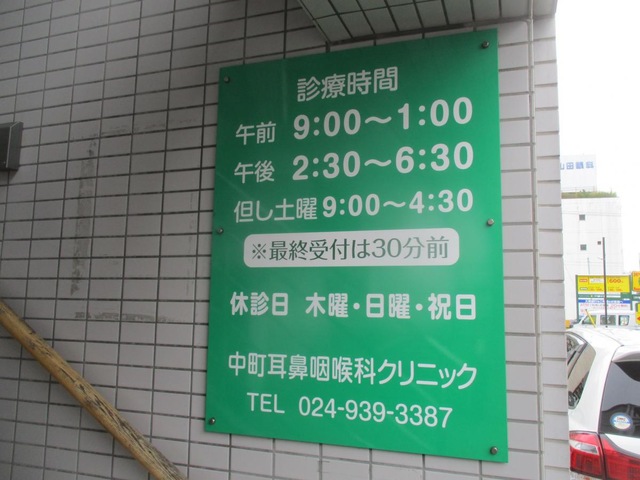 診療時間
午前 9:00～1:00
午後 2:30～6:30
但し土曜 9:00～4:30
※最終受付は30分前
休診日 木曜・日曜・祝日
中町耳鼻咽喉科クリニック
TEL 024-939-3387